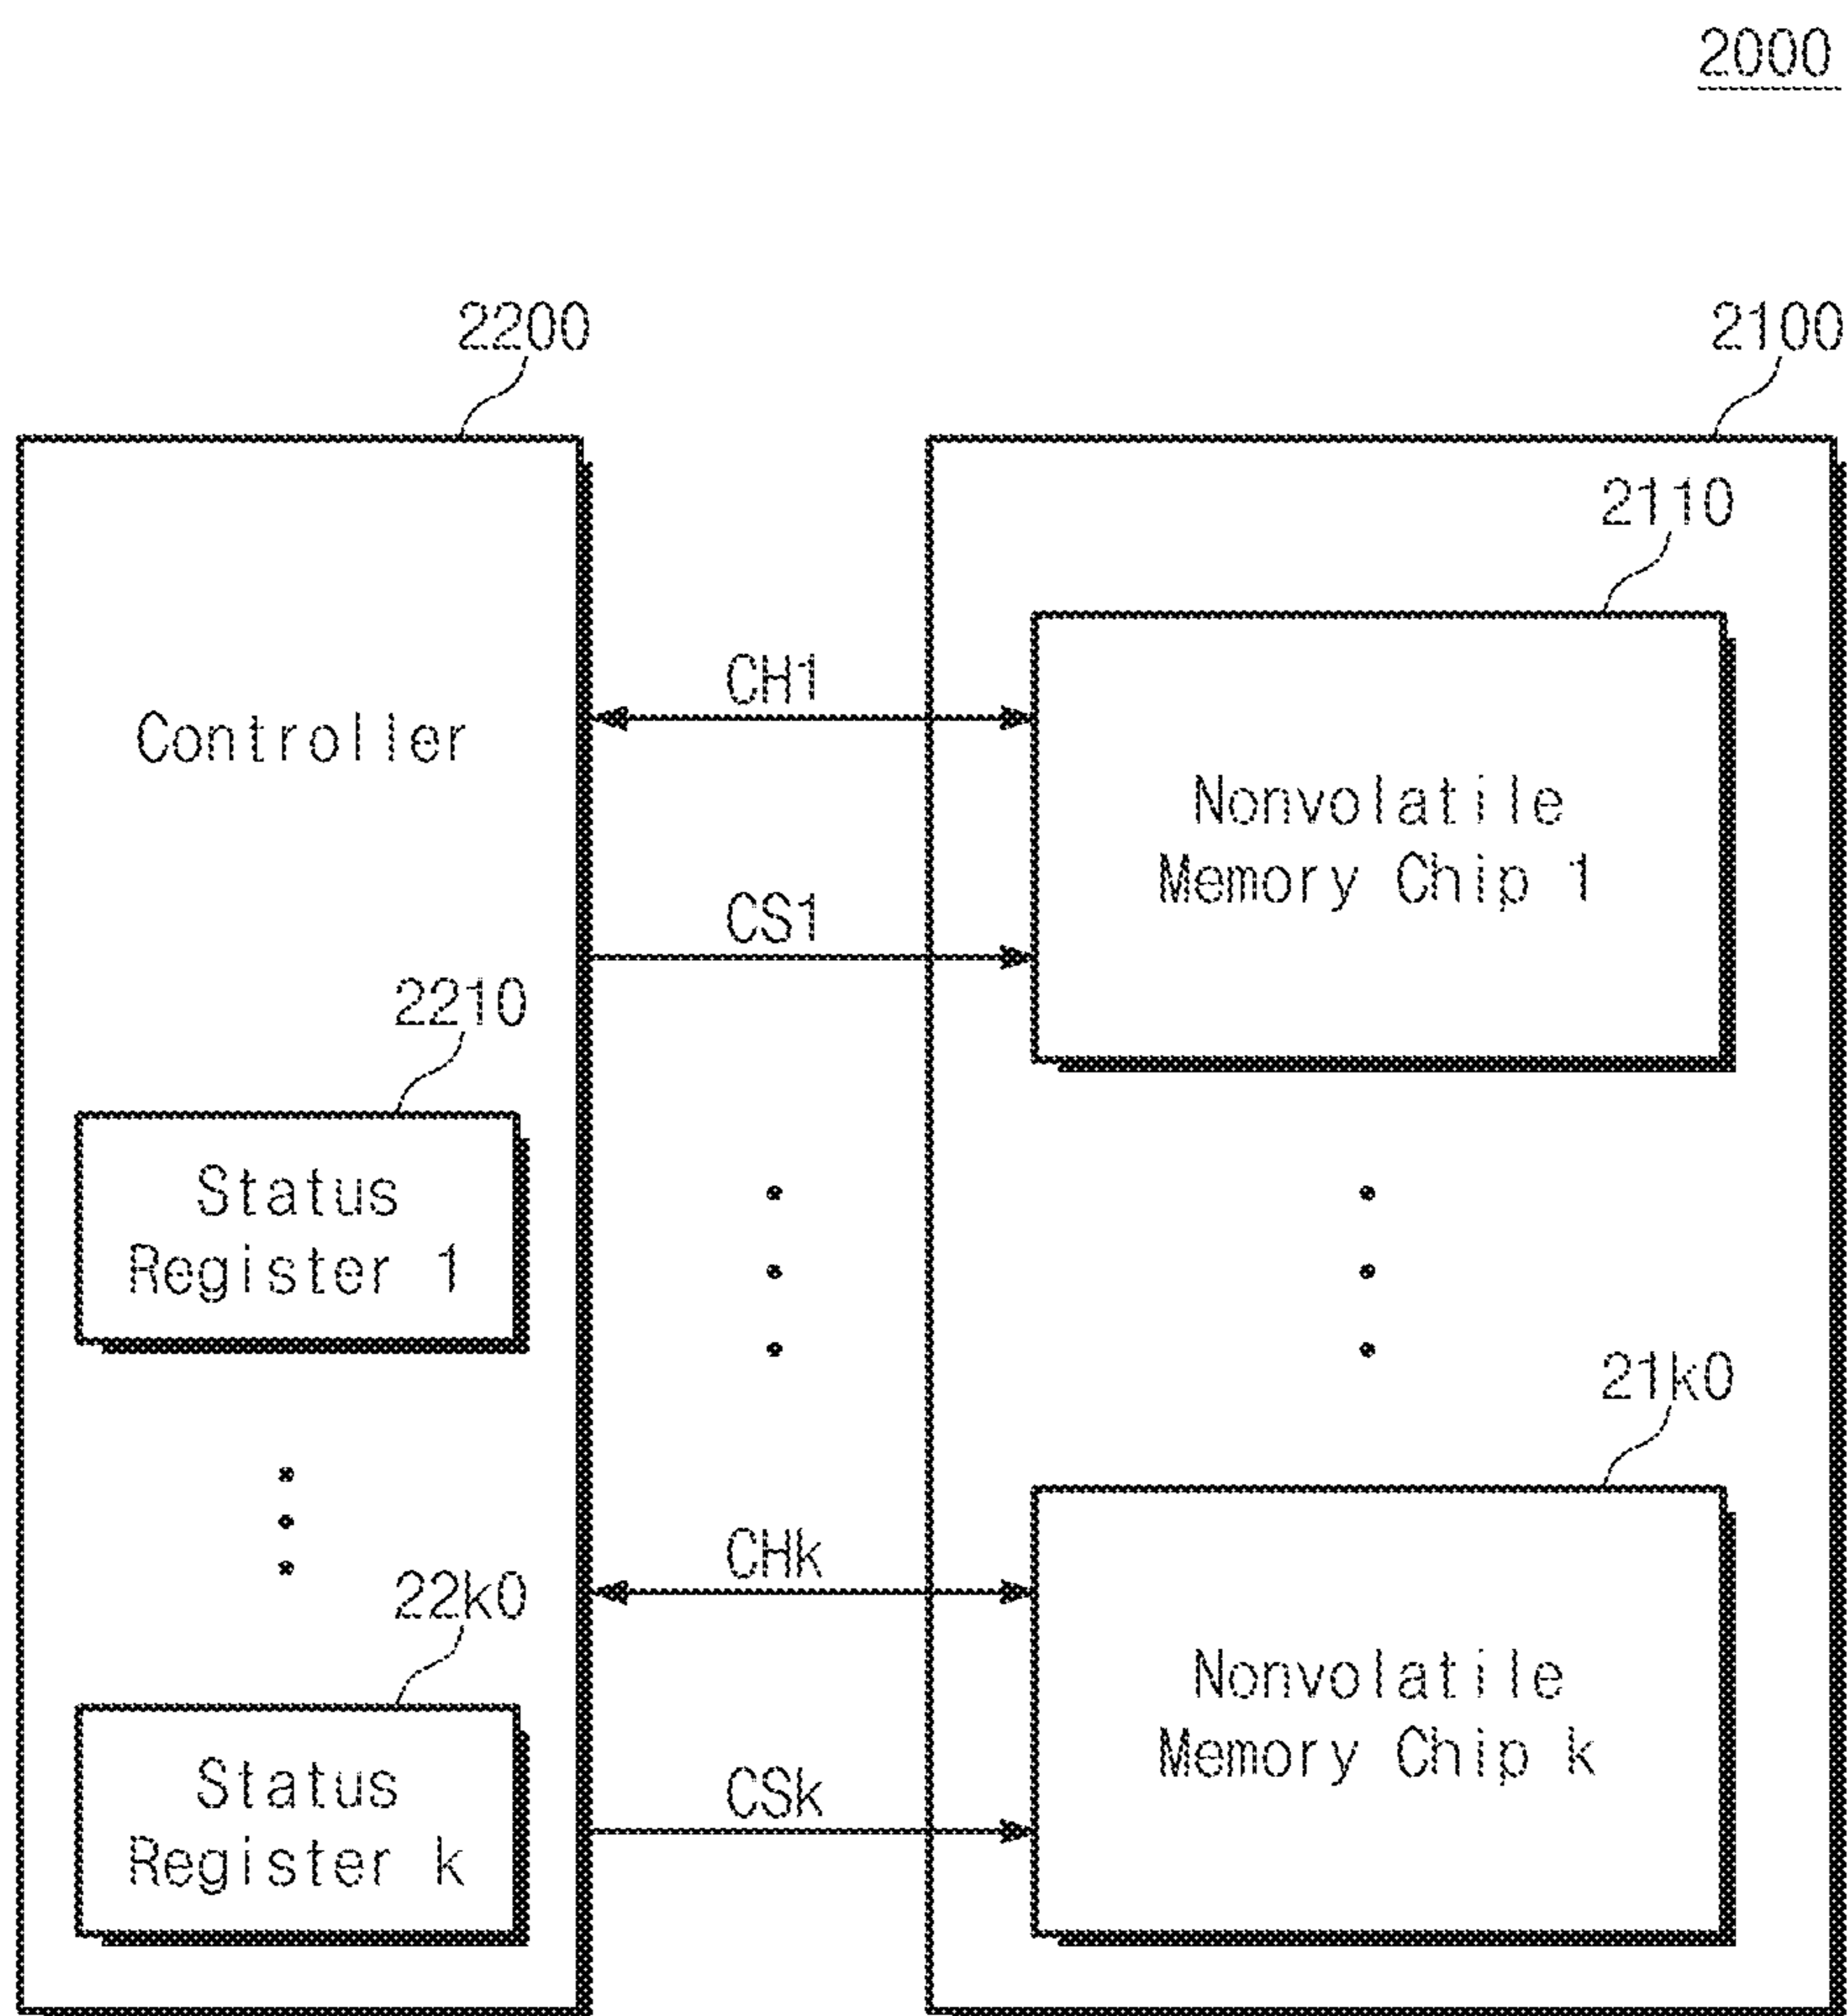 2000
2200
2100
2110
CH1
Controller
Nonvolatile
Memory Chip 1
CS1
2210
Status
Register 1
21k0
CHk
22k0
Nonvolatile
Memory Chip k
Status
Register k
CSk